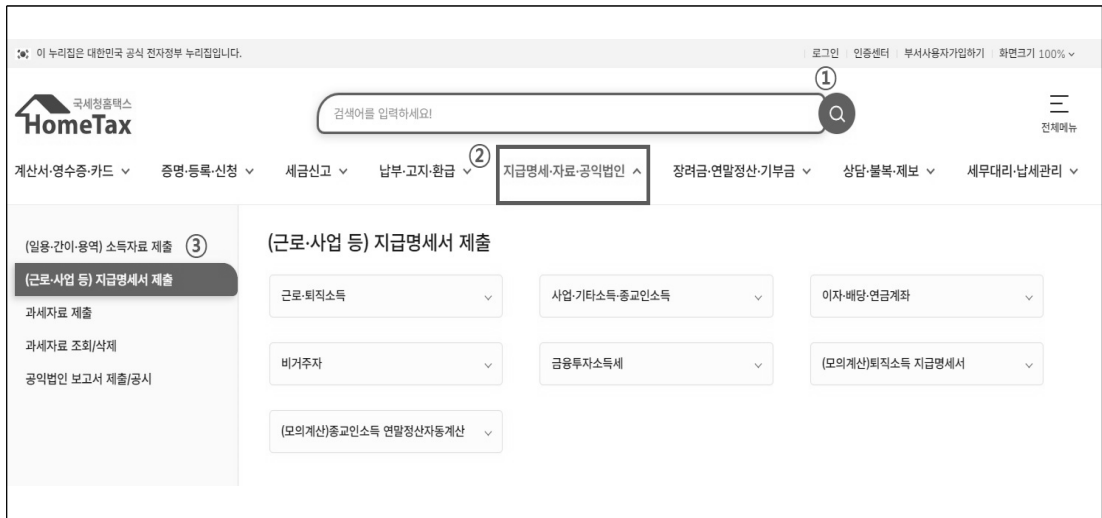 이 누리집은 대한민국 공식 전자정부 누리집입니다.
로그인 인증센터 부서사용자가입하기 화면크기 100%
①
국세청홈택스
HomeTax
검색어를 입력하세요!
전체메뉴
②
계산서·영수증·카드 증명·등록·신청 세금신고 납부·고지·환급 지급명세·자료·공익법인 장려금·연말정산·기부금 상담·불복·제보 세무대리·납세관리
(일용·간이·용역) 소득자료 제출 ③
(근로·사업 등) 지급명세서 제출
과세자료 제출
과세자료 조회/삭제
공익법인 보고서 제출/공시
(근로·사업 등) 지급명세서 제출
근로·퇴직소득 사업·기타소득·종교인소득 이자·배당·연금계좌
비거주자 금융투자소득세 (모의계산)퇴직소득 지급명세서
(모의계산)종교인소득 연말정산자동계산